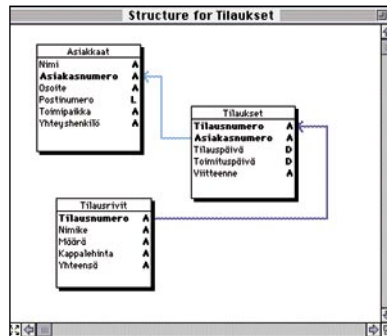 Structure for Tilaukset
Asiakkaat
Nimi A
Asiakasnumero A
Osoite A
Postinumero L
Toimipaikka A
Yhteyshenkilö A
Tilaukset
Tilausnumero A
Asiakasnumero A
Tilauspäivä D
Toimituspäivä D
Viitteenne A
Tilausrivit
Tilausnumero A
Nimike A
Määrä A
Kappalehinta A
Yhteensä A